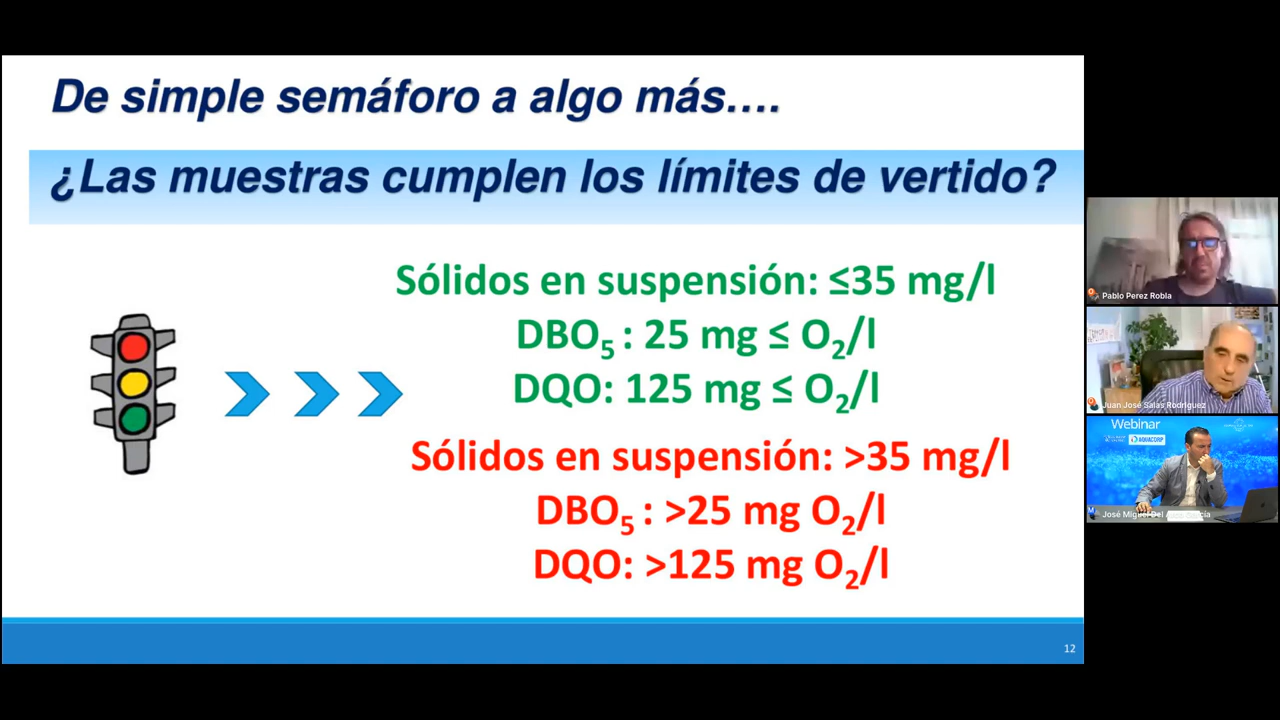 De simple semáforo a algo más....
¿Las muestras cumplen los límites de vertido?
Sólidos en suspensión: ≤35 mg/l
DBO₅ : 25 mg ≤ O₂/l
DQO: 125 mg ≤ O₂/l
Sólidos en suspensión: >35 mg/l
DBO₅ : >25 mg O₂/l
DQO: >125 mg O₂/l
12
Pablo Perez Robla
Juan José Salas Rodríguez
Webinar
AQUACORP
José Miguel Del